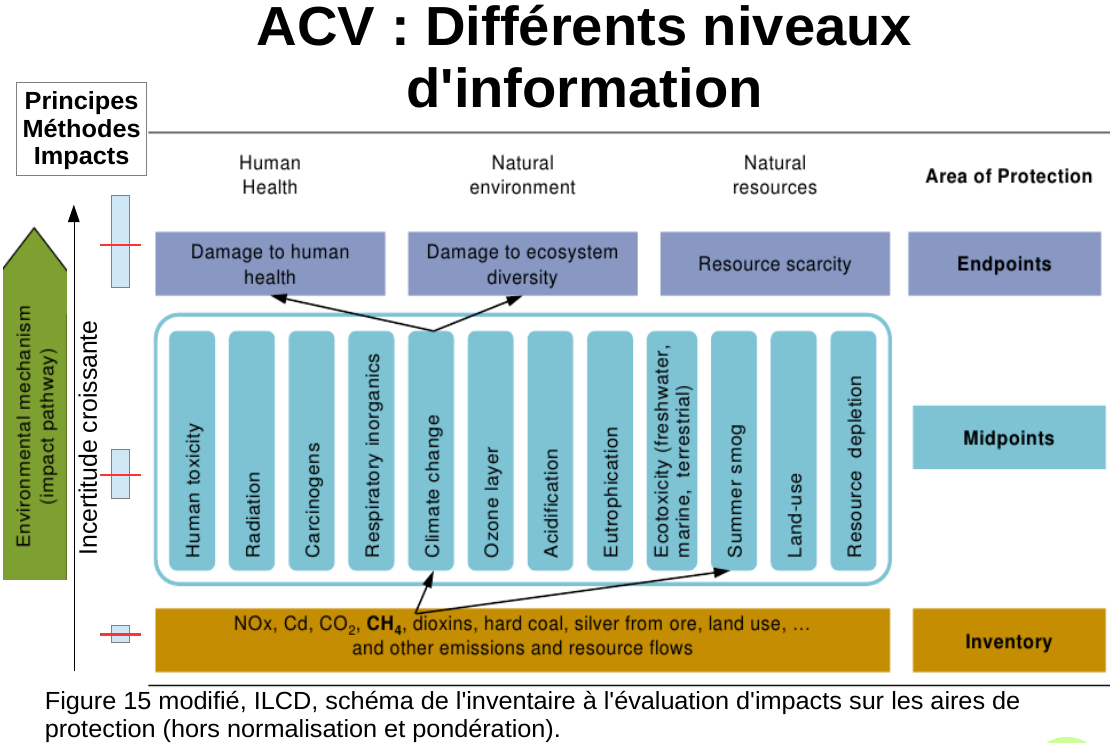 ACV : Différents niveaux
d'information
Principes
Méthodes
Impacts
Human
Health
Natural
environment
Natural
resources
Area of Protection
Damage to human
health
Damage to ecosystem
diversity
Resource scarcity
Endpoints
Environmental mechanism
(impact pathway)
Incertitude croissante
Human toxicity
Radiation
Carcinogens
Respiratory inorganics
Climate change
Ozone layer
Acidification
Eutrophication
Ecotoxicity (freshwater,
marine, terrestrial)
Summer smog
Land-use
Resource depletion
Midpoints
NOx, Cd, CO₂, CH₄, dioxins, hard coal, silver from ore, land use, …
and other emissions and resource flows
Inventory
Figure 15 modifié, ILCD, schéma de l'inventaire à l'évaluation d'impacts sur les aires de
protection (hors normalisation et pondération).